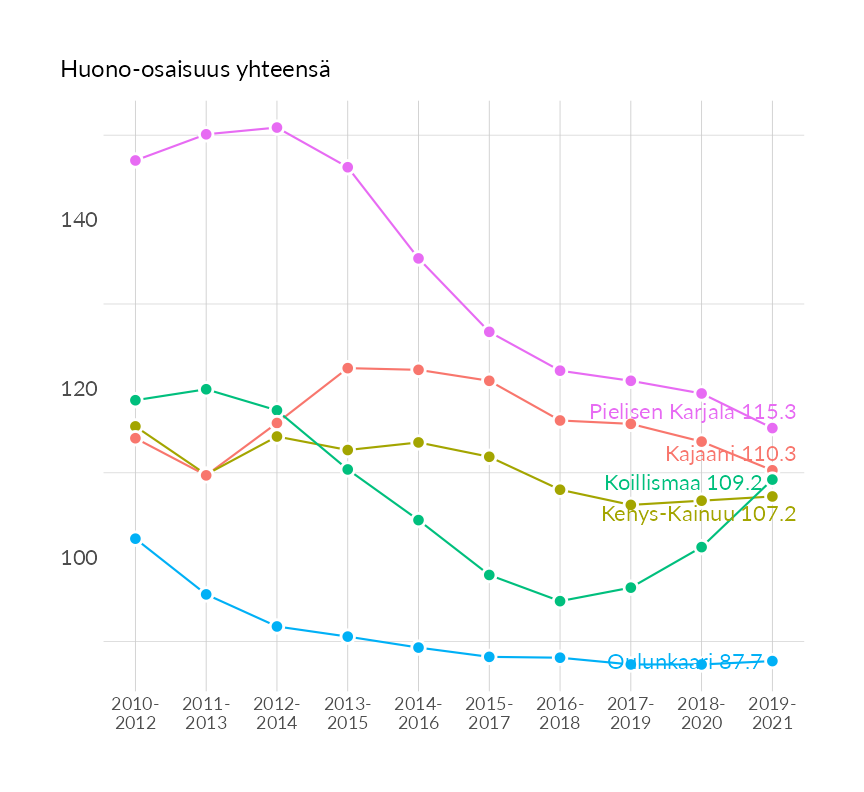 Huono-osaisuus yhteensä
140
120
100
Pielisen Karjala 115.3
Kajaani 110.3
Koillismaa 109.2
Kehys-Kainuu 107.2
Oulunkaari 87.7
2010- 2011- 2012- 2013- 2014- 2015- 2016- 2017- 2018- 2019-
2012 2013 2014 2015 2016 2017 2018 2019 2020 2021